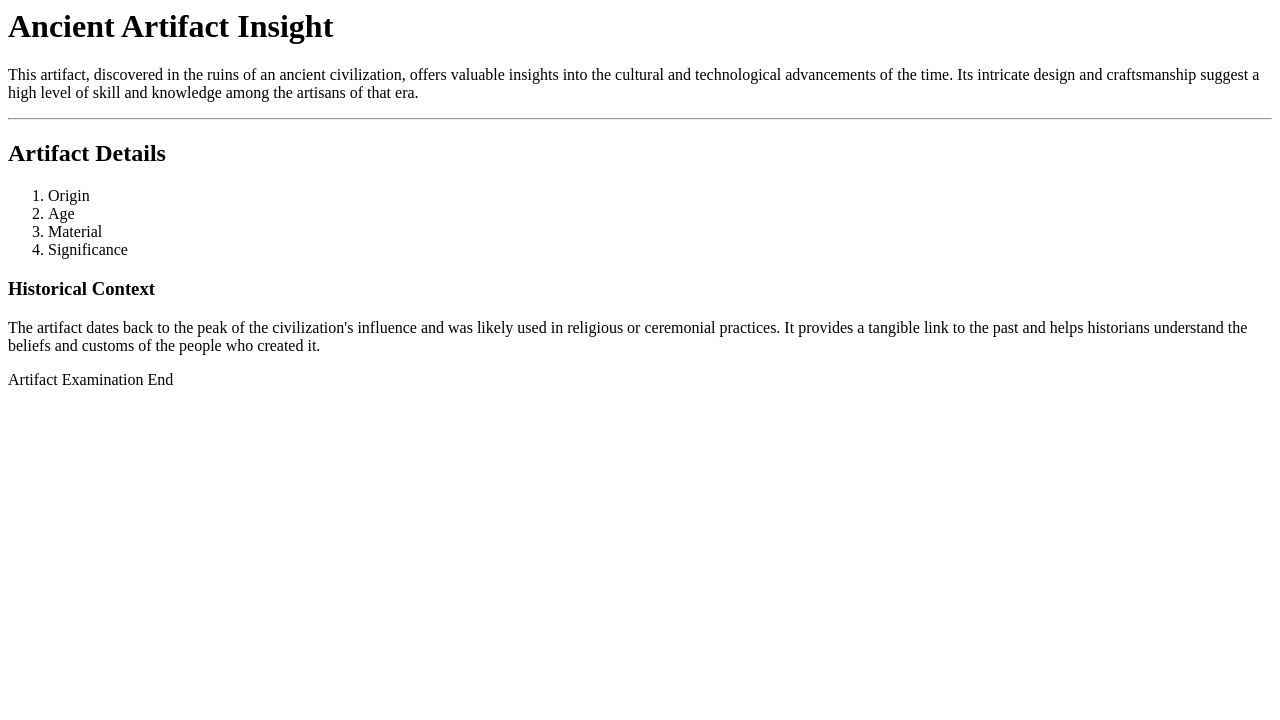 Ancient Artifact Insight
This artifact, discovered in the ruins of an ancient civilization, offers valuable insights into the cultural and technological advancements of the time. Its intricate design and craftsmanship suggest a
high level of skill and knowledge among the artisans of that era.
Artifact Details
1. Origin
2. Age
3. Material
4. Significance
Historical Context
The artifact dates back to the peak of the civilization's influence and was likely used in religious or ceremonial practices. It provides a tangible link to the past and helps historians understand the
beliefs and customs of the people who created it.
Artifact Examination End